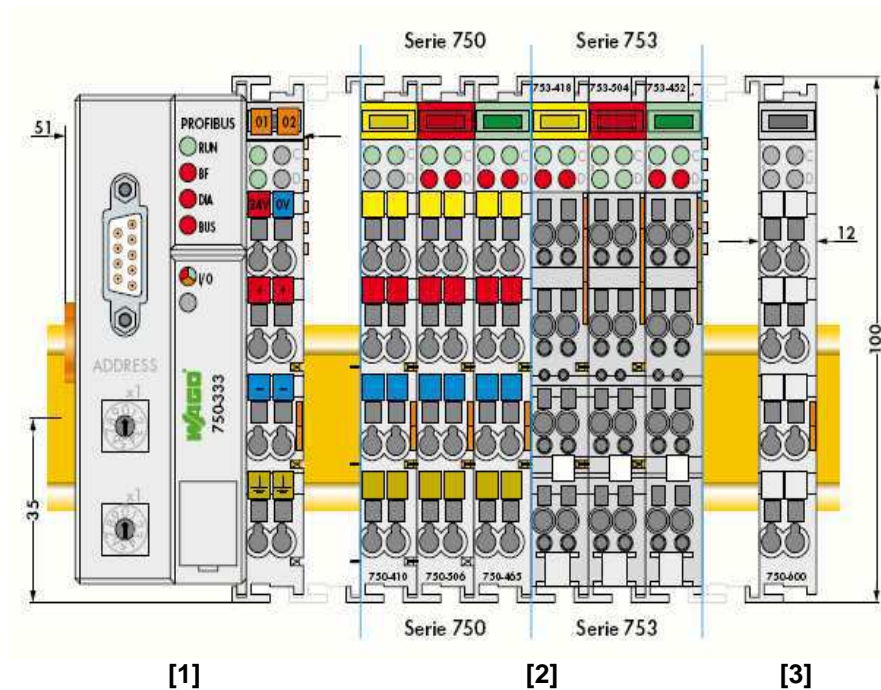 Serie 750
Serie 753
753-418
753-504
753-452
51
PROFIBUS
RUN
BF
DIA
BUS
I/O
01
02
C
D
24V
0V
+
+
-
-
ADDRESS
x1
x1
WAGO
750-333
35
12
100
750-410
750-506
750-465
750-600
Serie 750
Serie 753
[1]
[2]
[3]